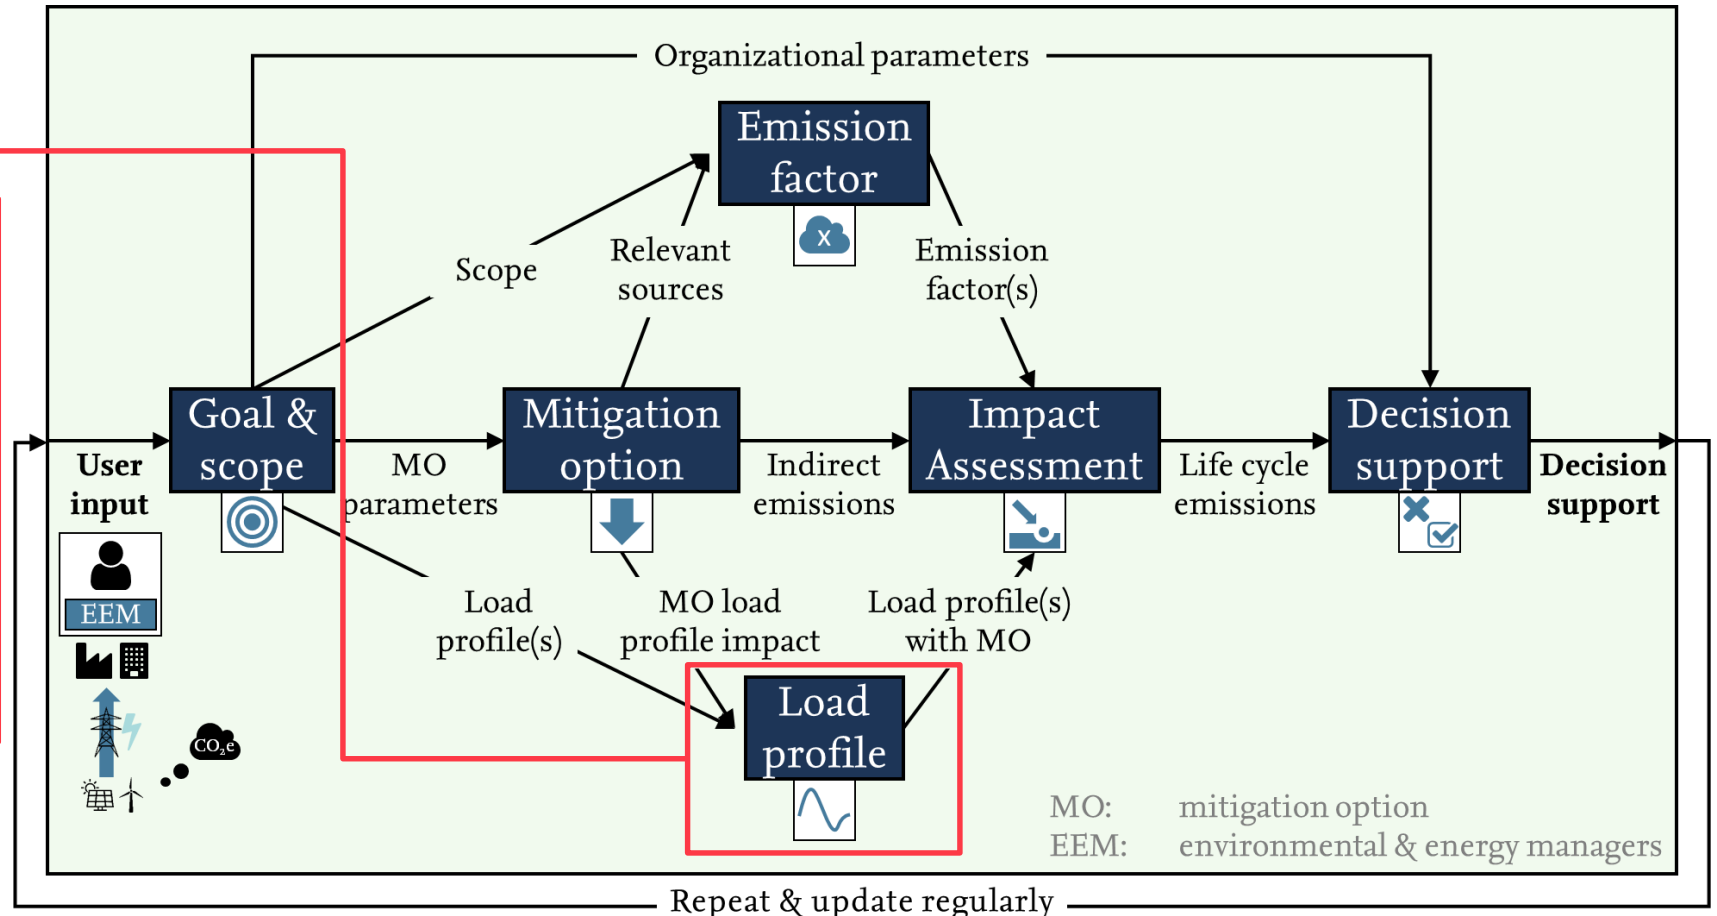 Organizational parameters
Emission
factor
X
Scope
Relevant
sources
Emission
factor(s)
Goal &
scope
Mitigation
option
Impact
Assessment
Decision
support
User
input
MO
parameters
Indirect
emissions
Life cycle
emissions
Decision
support
EEM
Load
profile(s)
MO load
profile impact
Load profile(s)
with MO
Load
profile
CO₂e
MO: mitigation option
EEM: environmental & energy managers
Repeat & update regularly